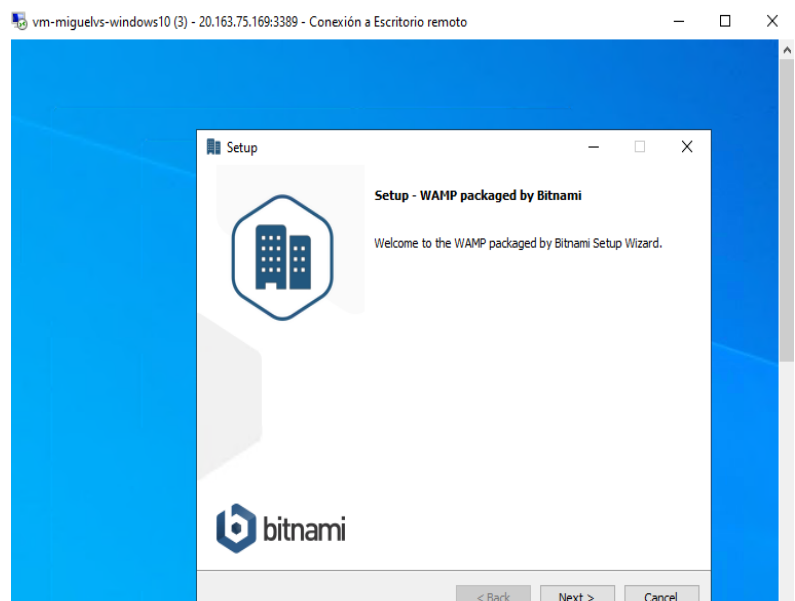 vm-miguelvs-windows10 (3) - 20.163.75.169:3389 - Conexión a Escritorio remoto
Setup
Setup - WAMP packaged by Bitnami
Welcome to the WAMP packaged by Bitnami Setup Wizard.
bitnami
< Back Next > Cancel